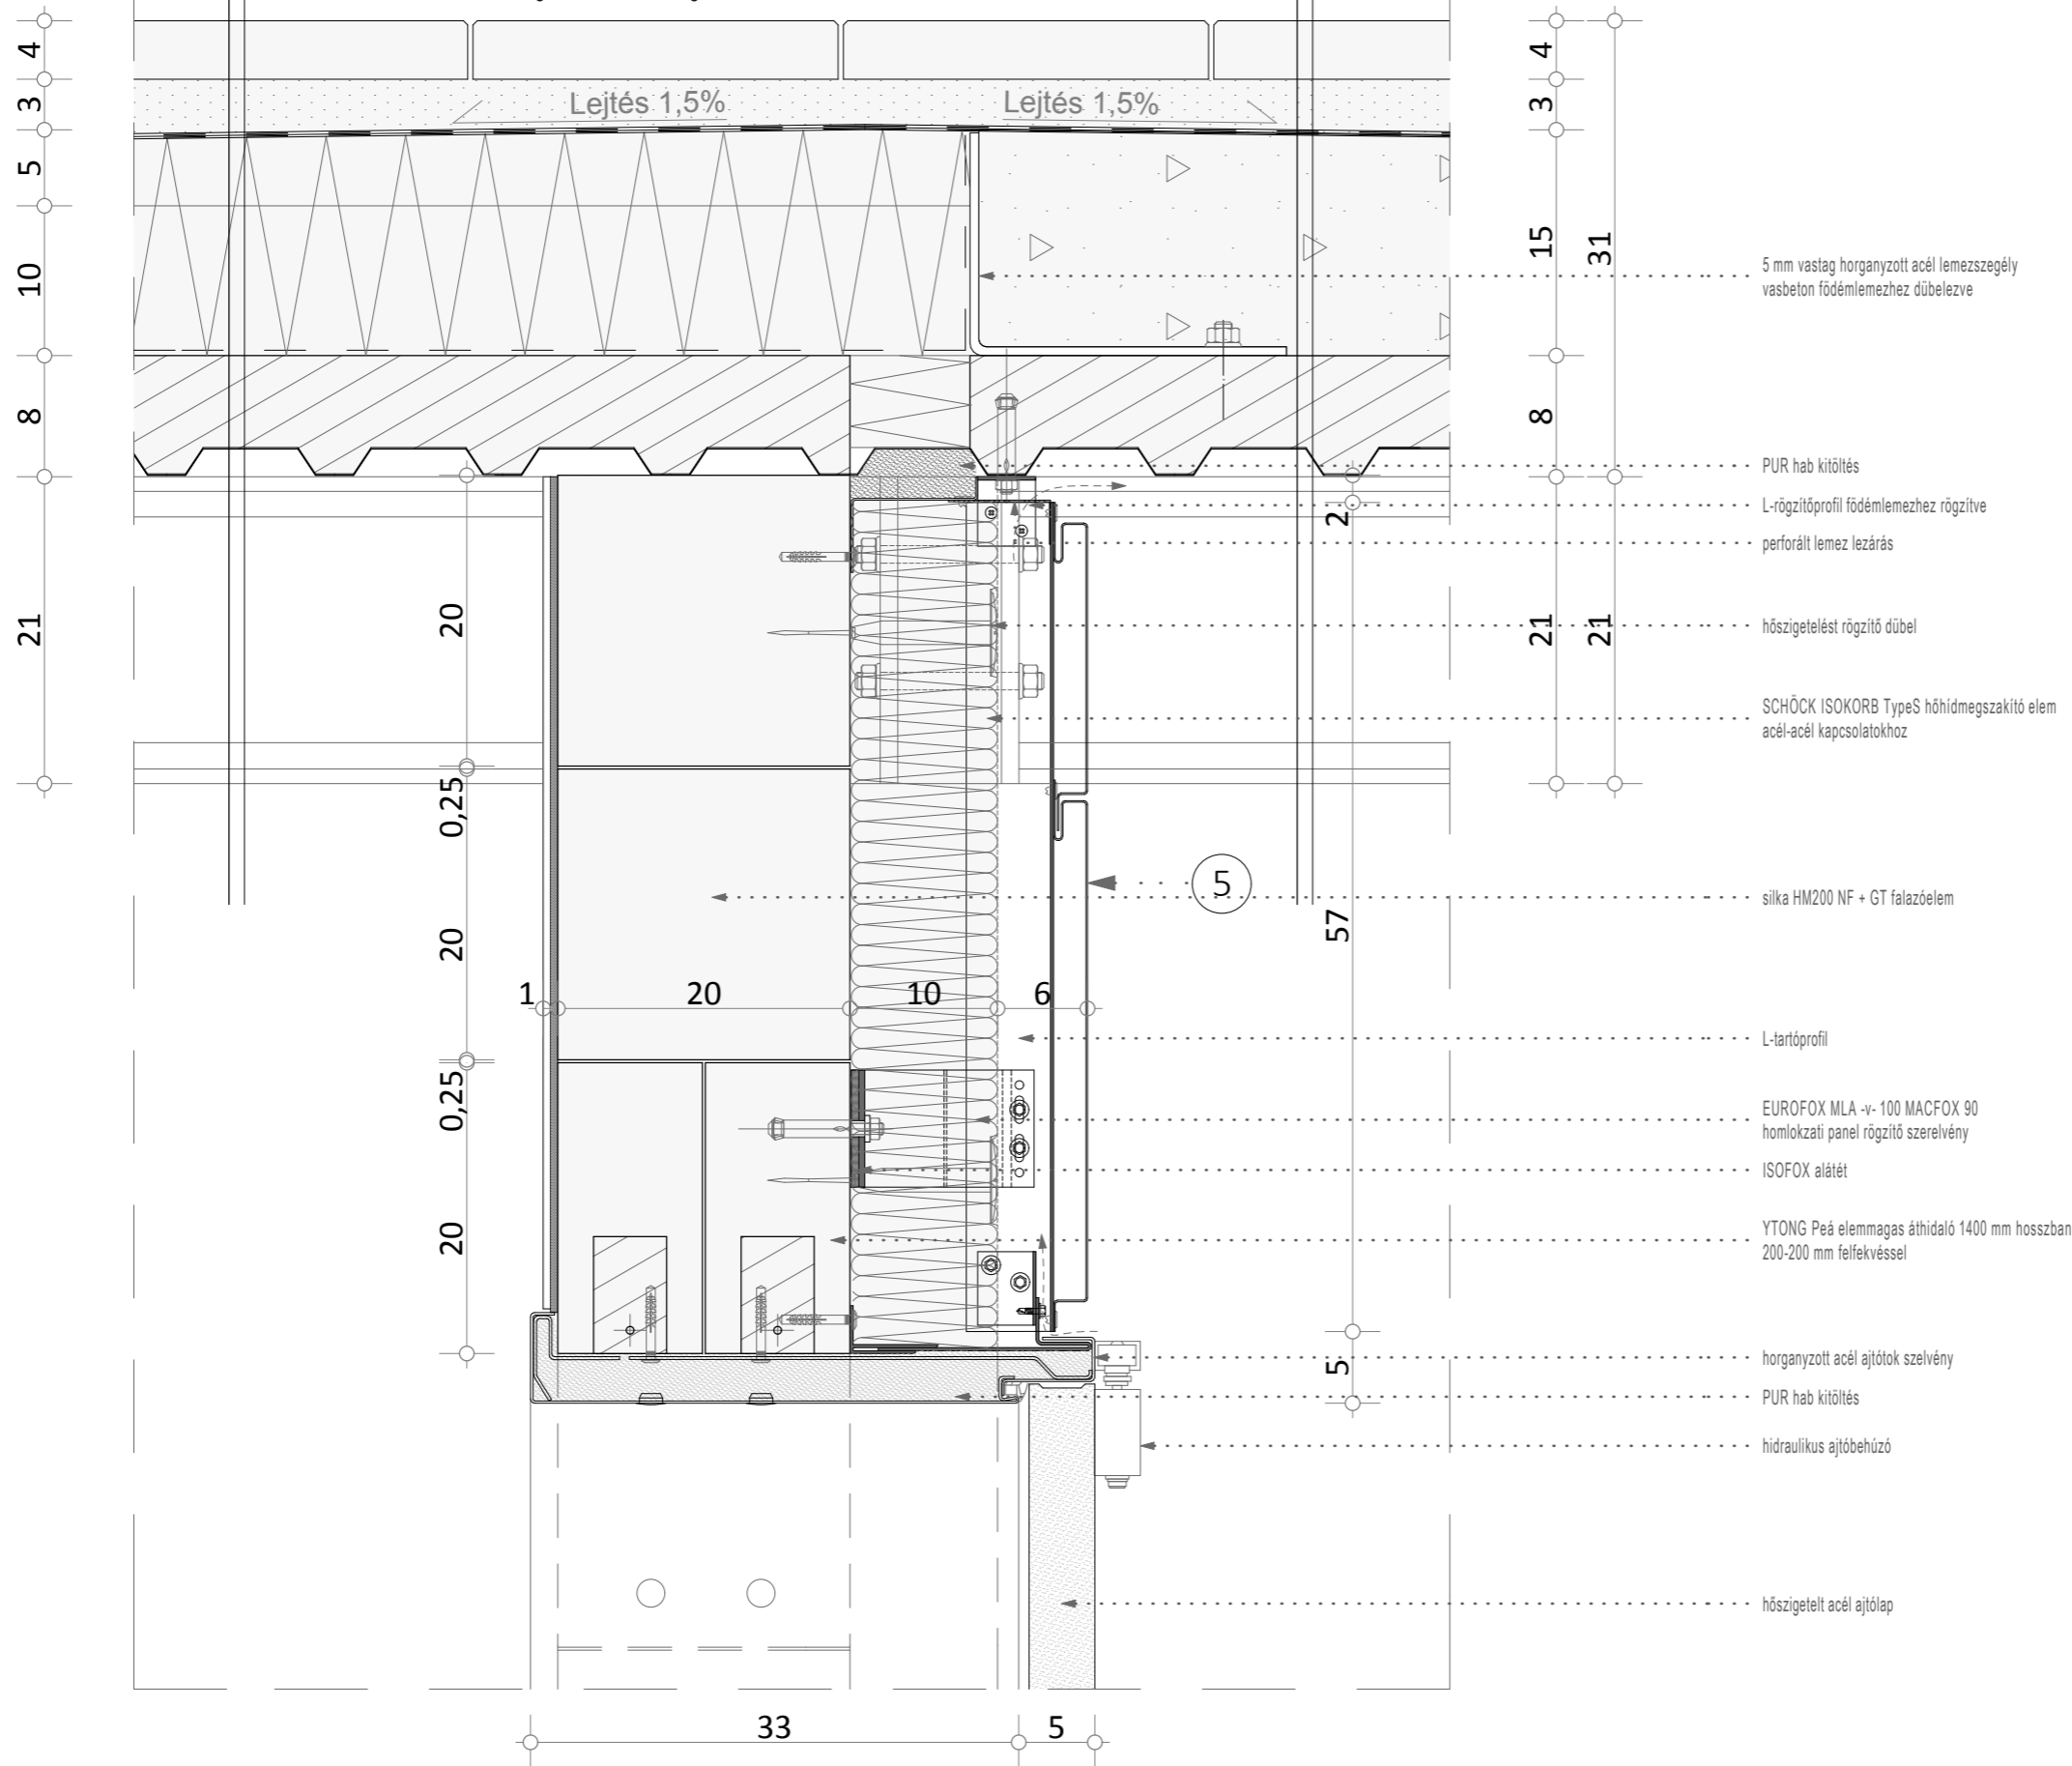 4
3
5
10
8
21
Lejtés 1,5%
Lejtés 1,5%
4
3
15
31
8
21
21
5 mm vastag horganyzott acél lemezszegély
vasbeton födémlemezhez dübelezve
PUR hab kitöltés
L-rögzítőprofil födémlemezhez rögzítve
perforált lemez lezárás
hőszigetelést rögzítő dübel
SCHÖCK ISOKORB TypeS hőhídmegszakító elem
acél-acél kapcsolatokhoz
silka HM200 NF + GT falazóelem
L-tartóprofil
EUROFOX MLA -v- 100 MACFOX 90
homlokzati panel rögzítő szerelvény
ISOFOX alátét
YTONG Peá elemmagas áthidaló 1400 mm hosszban
200-200 mm felfekvéssel
horganyzott acél ajtótok szelvény
PUR hab kitöltés
hidraulikus ajtóbehúzó
hőszigetelt acél ajtólap
20
0,25
20
0,25
20
1
20
10
6
5
2
57
5
33
5